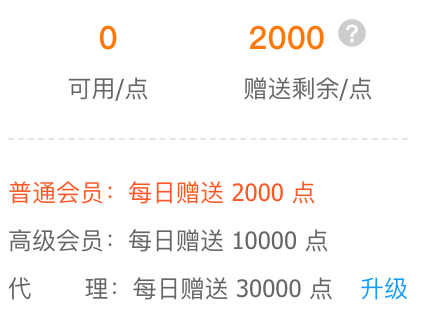 0 2000 ?
可用/点 赠送剩余/点
普通会员：每日赠送 2000 点
高级会员：每日赠送 10000 点
代 理：每日赠送 30000 点 升级